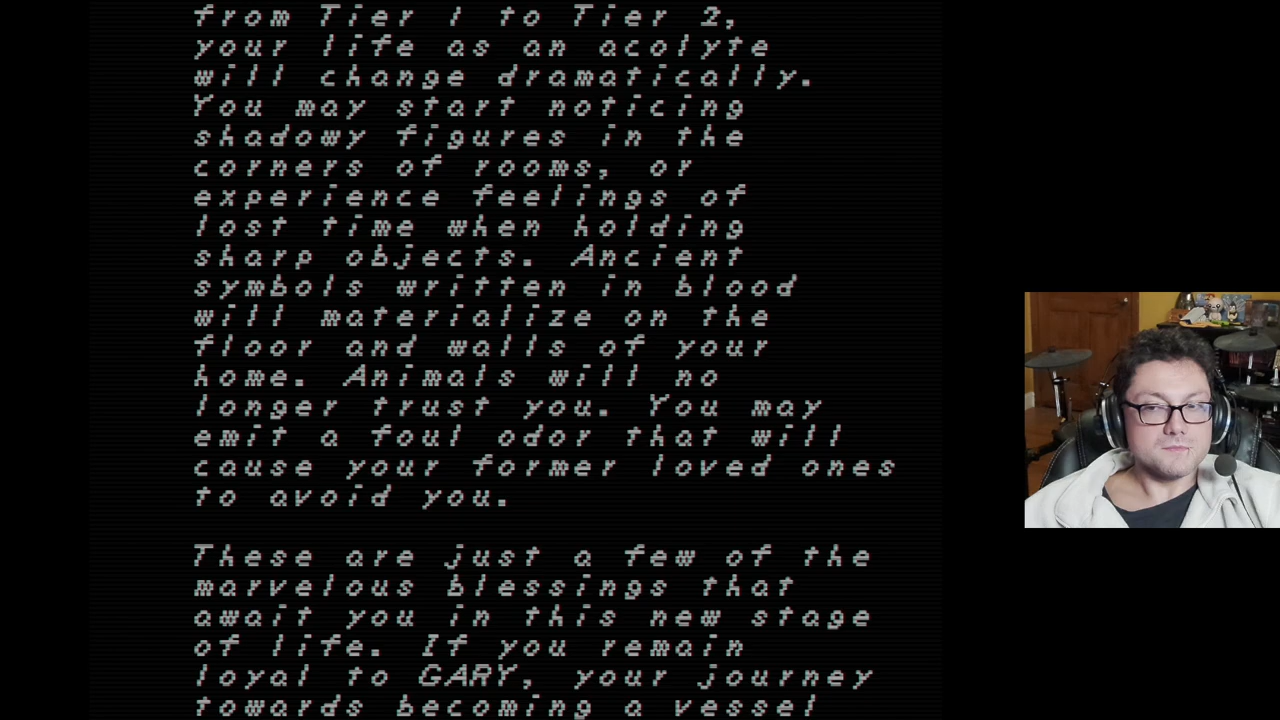 from Tier 1 to Tier 2,
your life as an acolyte
will change dramatically.
You may start noticing
shadowy figures in the
corners of rooms, or
experience feelings of
lost time when holding
sharp objects. Ancient
symbols written in blood
will materialize on the
floor and walls of your
home. Animals will no
longer trust you. You may
emit a foul odor that will
cause your former loved ones
to avoid you.
These are just a few of the
marvelous blessings that
await you in this new stage
of life. If you remain
loyal to GARY, your journey
towards becoming a vessel